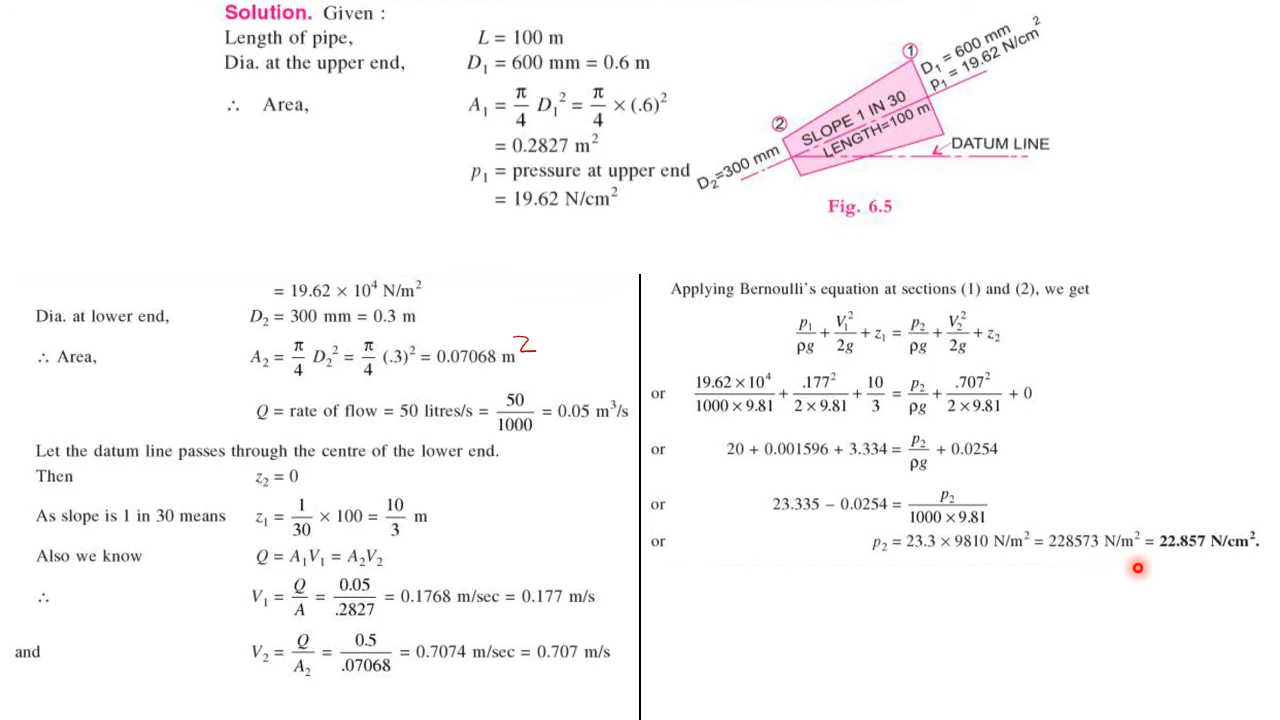 Solution. Given :
Length of pipe, L = 100 m
Dia. at the upper end, D₁ = 600 mm = 0.6 m
∴ Area, A₁ = π/4 D₁² = π/4 × (.6)²
= 0.2827 m²
p₁ = pressure at upper end
= 19.62 N/cm²
①
D₁ = 600 mm
p₁ = 19.62 N/cm²
②
SLOPE 1 IN 30
LENGTH=100 m
D₂=300 mm
DATUM LINE
Fig. 6.5
= 19.62 × 10⁴ N/m²
Dia. at lower end, D₂ = 300 mm = 0.3 m
∴ Area, A₂ = π/4 D₂² = π/4 (.3)² = 0.07068 m²
Q = rate of flow = 50 litres/s = 50/1000 = 0.05 m³/s
Let the datum line passes through the centre of the lower end.
Then z₂ = 0
As slope is 1 in 30 means z₁ = 1/30 × 100 = 10/3 m
Also we know Q = A₁V₁ = A₂V₂
∴ V₁ = Q/A = 0.05/.2827 = 0.1768 m/sec = 0.177 m/s
and V₂ = Q/A₂ = 0.5/.07068 = 0.7074 m/sec = 0.707 m/s
Applying Bernoulli's equation at sections (1) and (2), we get
p₁/ρg + V₁²/2g + z₁ = p₂/ρg + V₂²/2g + z₂
or 19.62 × 10⁴/1000 × 9.81 + .177²/2 × 9.81 + 10/3 = p₂/ρg + .707²/2 × 9.81 + 0
or 20 + 0.001596 + 3.334 = p₂/ρg + 0.0254
or 23.335 – 0.0254 = p₂/1000 × 9.81
or p₂ = 23.3 × 9810 N/m² = 228573 N/m² = 22.857 N/cm².